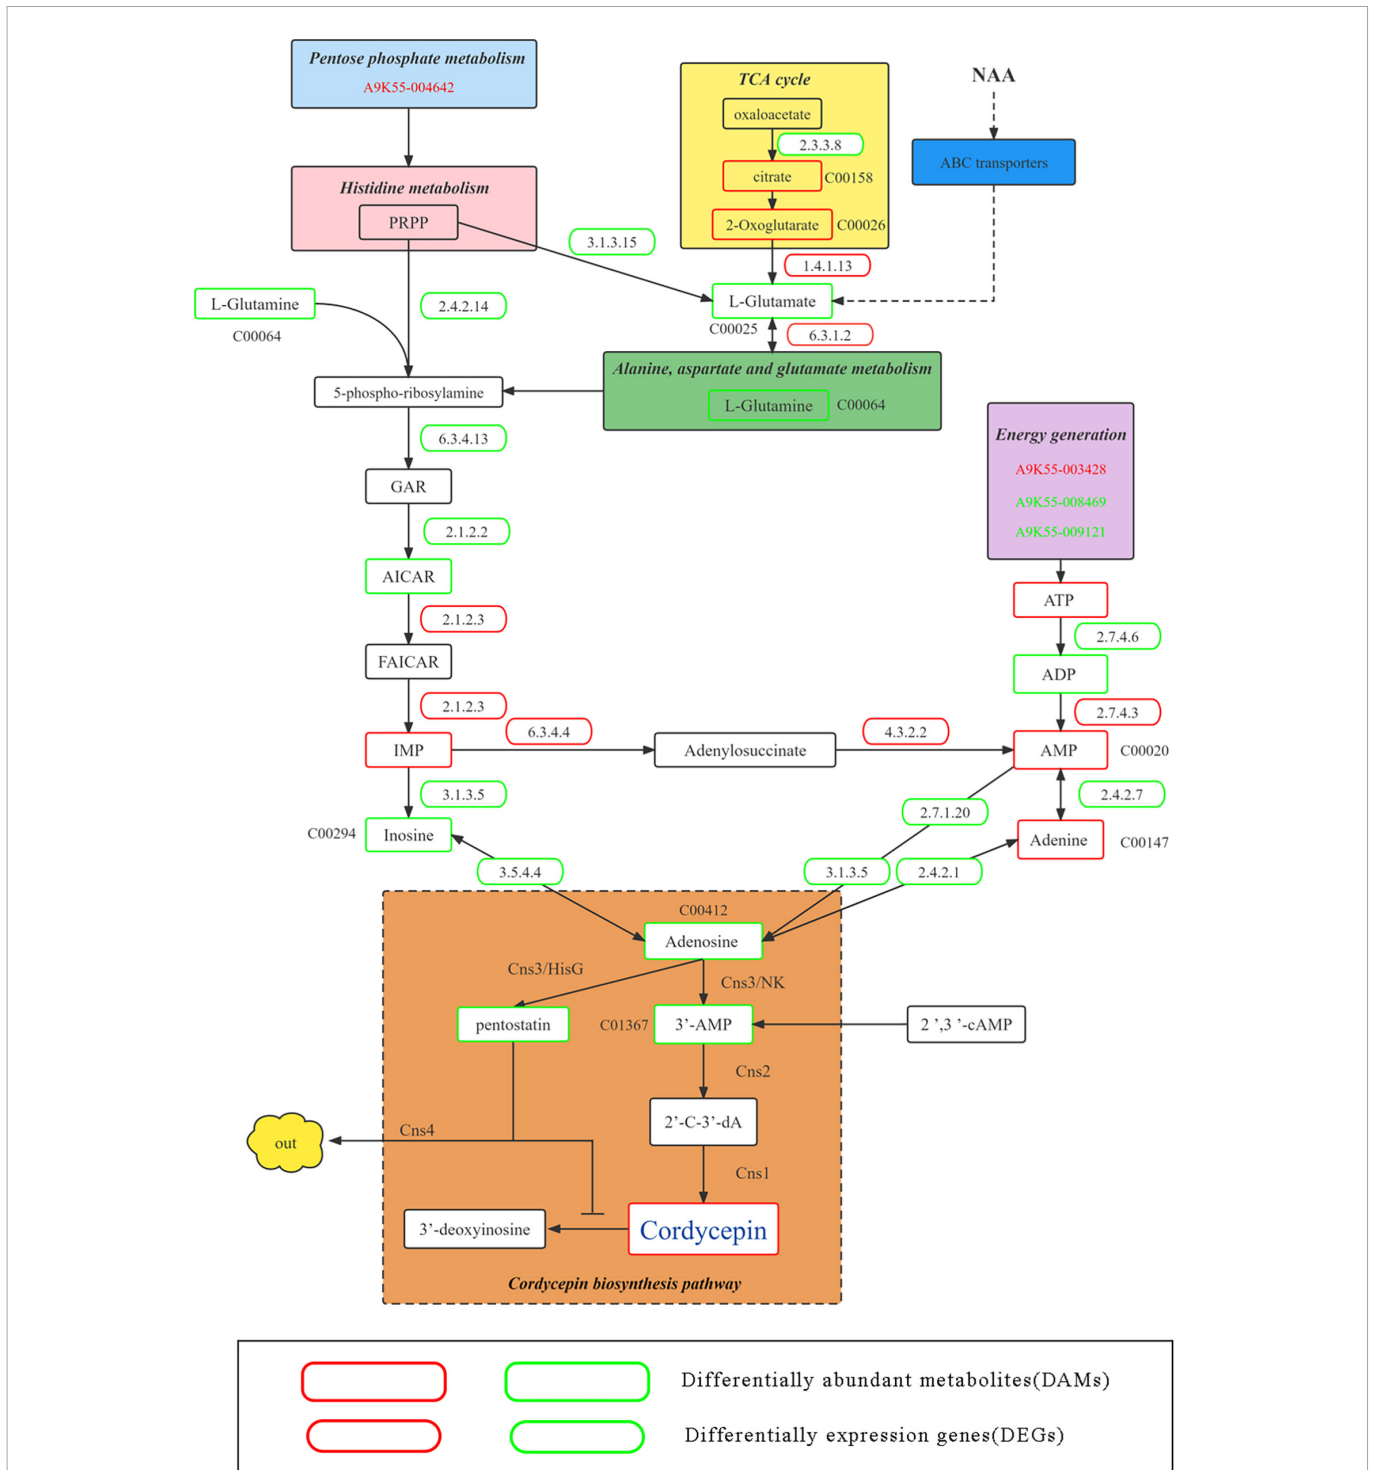 Pentose phosphate metabolism
A9K55-004642
TCA cycle
NAA
oxaloacetate
2.3.3.8
ABC transporters
citrate
C00158
Histidine metabolism
PRPP
2-Oxoglutarate
C00026
3.1.3.15
1.4.1.13
L-Glutamine
C00064
2.4.2.14
L-Glutamate
C00025
6.3.1.2
Alanine, aspartate and glutamate metabolism
L-Glutamine
C00064
5-phospho-ribosylamine
6.3.4.13
Energy generation
A9K55-003428
A9K55-008469
A9K55-009121
GAR
2.1.2.2
AICAR
ATP
2.1.2.3
2.7.4.6
FAICAR
ADP
2.1.2.3
2.7.4.3
6.3.4.4
4.3.2.2
IMP
Adenylosuccinate
AMP
C00020
3.1.3.5
2.4.2.7
2.7.1.20
C00294
Inosine
Adenine
C00147
3.5.4.4
3.1.3.5
2.4.2.1
C00412
Adenosine
Cns3/HisG
Cns3/NK
pentostatin
C01367
3’-AMP
2 ’,3 ’-cAMP
Cns2
2’-C-3’-dA
Cns4
out
Cns1
3’-deoxyinosine
Cordycepin
Cordycepin biosynthesis pathway
Differentially abundant metabolites(DAMs)
Differentially expression genes(DEGs)